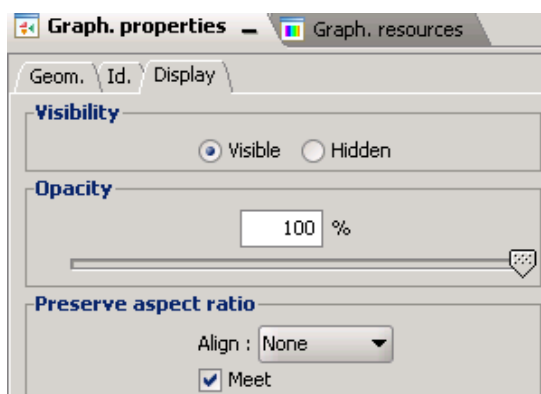 Graph. properties Graph. resources
Geom. Id. Display
Visibility
Visible Hidden
Opacity
100 %
Preserve aspect ratio
Align : None
Meet